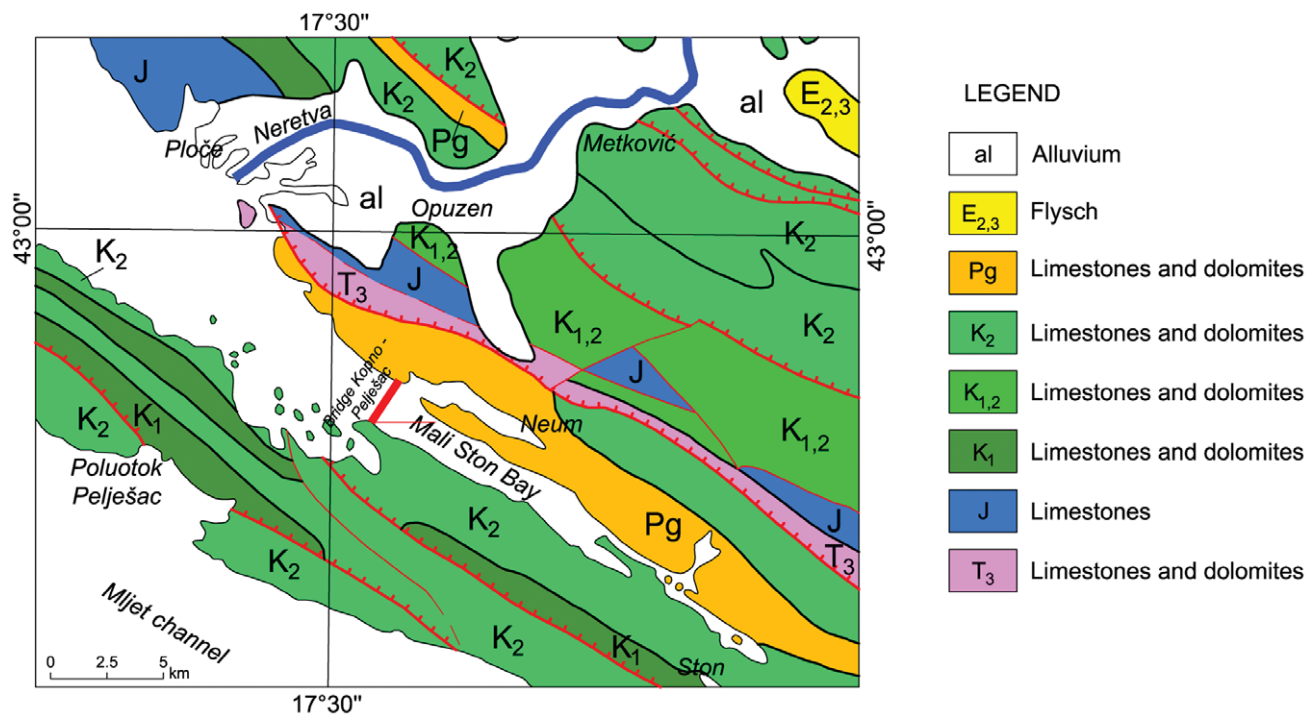 17°30"
J
K2
K2
al
E2,3
Neretva
Pg
Ploče
Metković
al
Opuzen
43°00"
43°00"
K2
K1,2
K2
J
T3
K1,2
K2
J
Bridge Kopno -
Pelješac
K2
K1
Neum
K1,2
Mali Ston Bay
Poluotok
Pelješac
K2
Pg
J
T3
K2
Mljet channel
K2
K1
Ston
0 2.5 5
km
17°30"
LEGEND
al Alluvium
E2,3 Flysch
Pg Limestones and dolomites
K2 Limestones and dolomites
K1,2 Limestones and dolomites
K1 Limestones and dolomites
J Limestones
T3 Limestones and dolomites